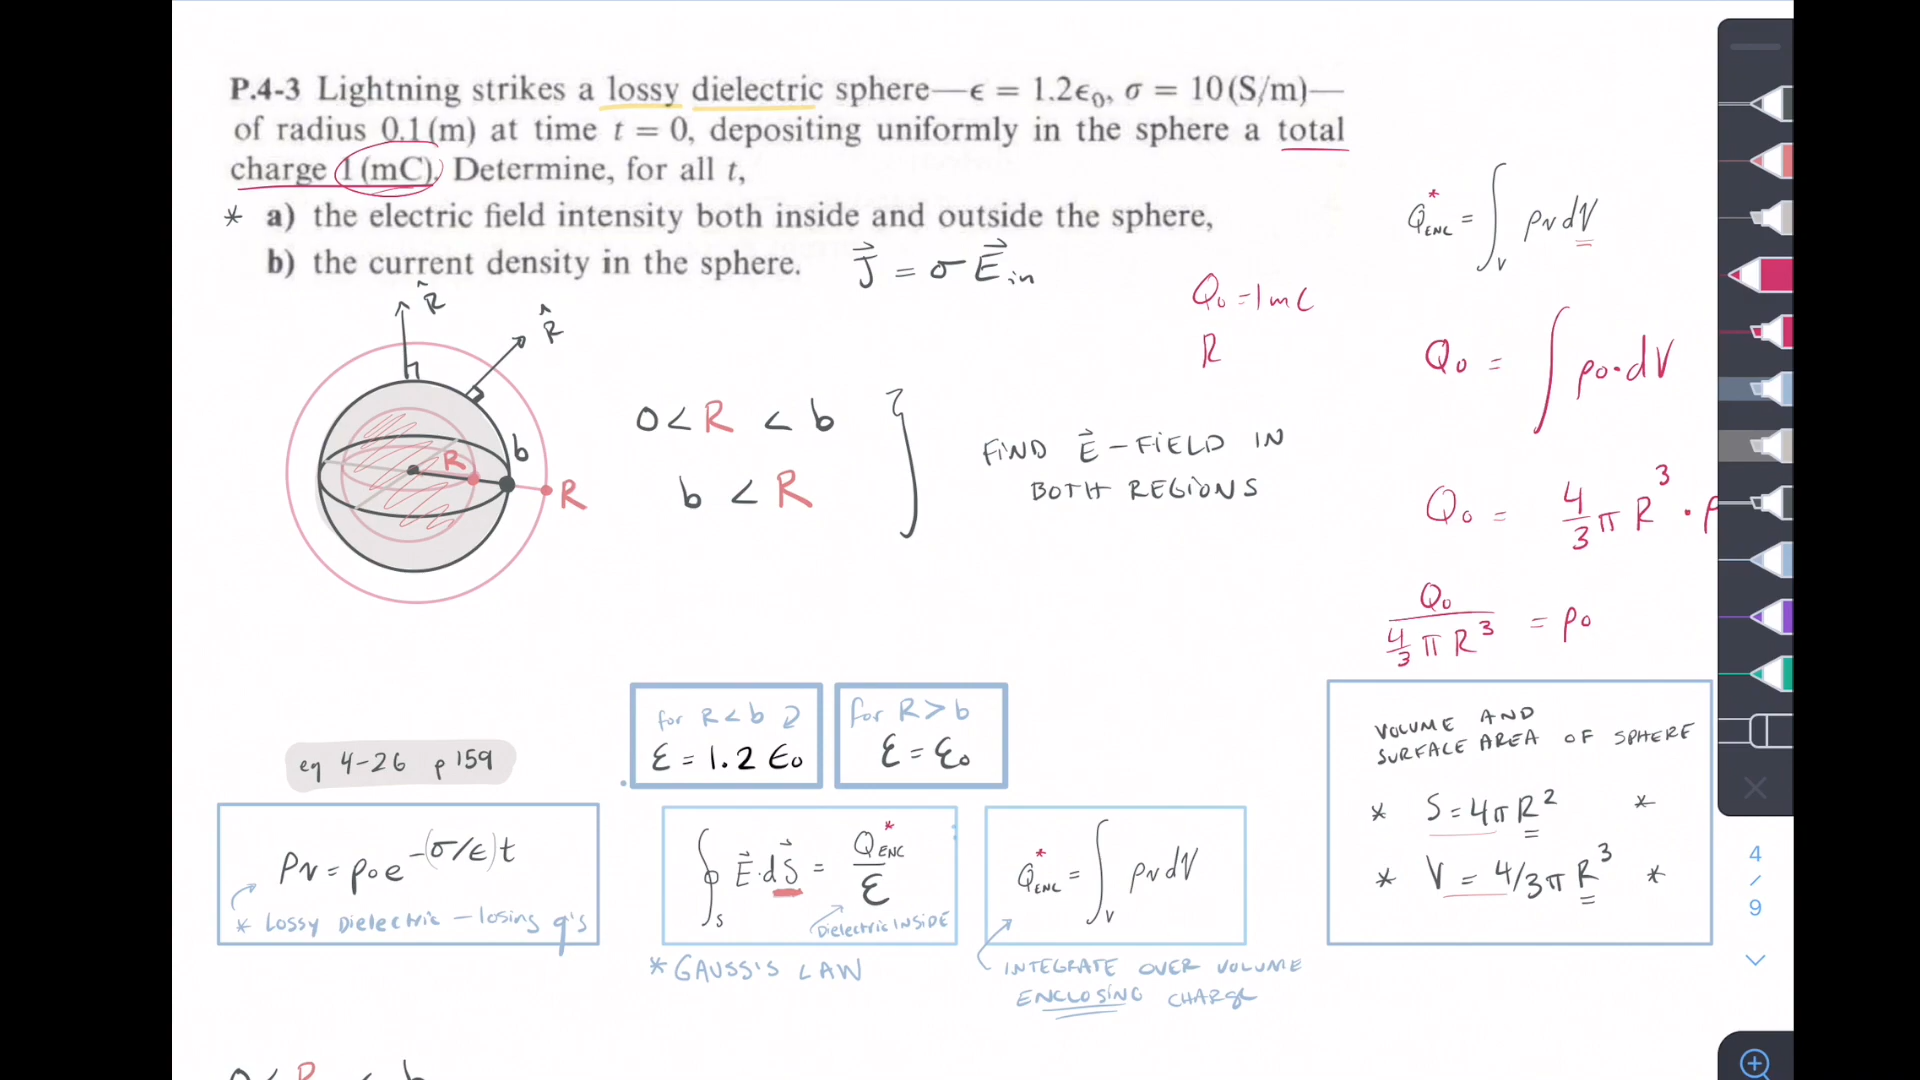 P.4-3 Lightning strikes a lossy dielectric sphere—ϵ = 1.2ϵ₀, σ = 10 (S/m)—
of radius 0.1 (m) at time t = 0, depositing uniformly in the sphere a total
charge 1 (mC). Determine, for all t,
* a) the electric field intensity both inside and outside the sphere,
b) the current density in the sphere. J⃗ = σ E⃗in
Q*ENC = ∫V ρv dV
Q₀ = 1mC
R
Q₀ = ∫ ρ₀ · dV
R̂
R̂
0 < R < b
b < R
FIND E⃗ – FIELD IN
BOTH REGIONS
b
R
R
Q₀ = 4/3 π R³ ·
Q₀ / (4/3 π R³) = ρ₀
for R < b
ε = 1.2 ϵ₀
for R > b
ε = ε₀
eq 4-26 p 159
ρv = ρ₀ e^-(σ/ϵ)t
* Lossy Dielectric – losing q's
∮S E⃗ · dS⃗ = Q*ENC / ε
Dielectric INSIDE
* GAUSS'S LAW
Q*ENC = ∫V ρv dV
INTEGRATE OVER VOLUME
ENCLOSING CHARGE
VOLUME AND
SURFACE AREA OF SPHERE
* S = 4πR² *
* V = 4/3 π R³ *
4
/
9
0 < R < b